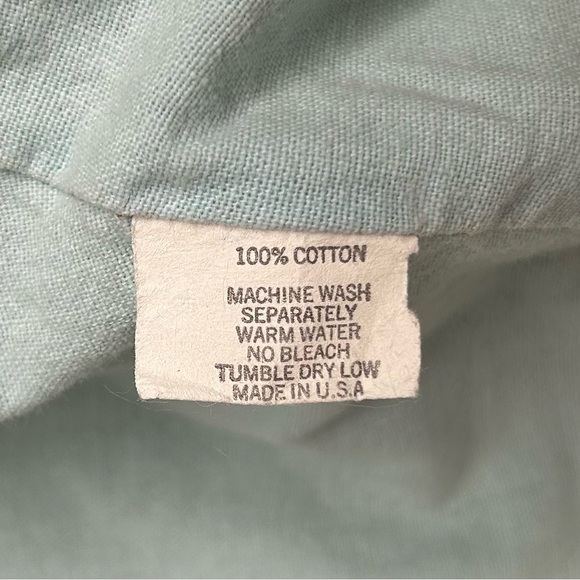 100% COTTON
MACHINE WASH
SEPARATELY
WARM WATER
NO BLEACH
TUMBLE DRY LOW
MADE IN U.S.A